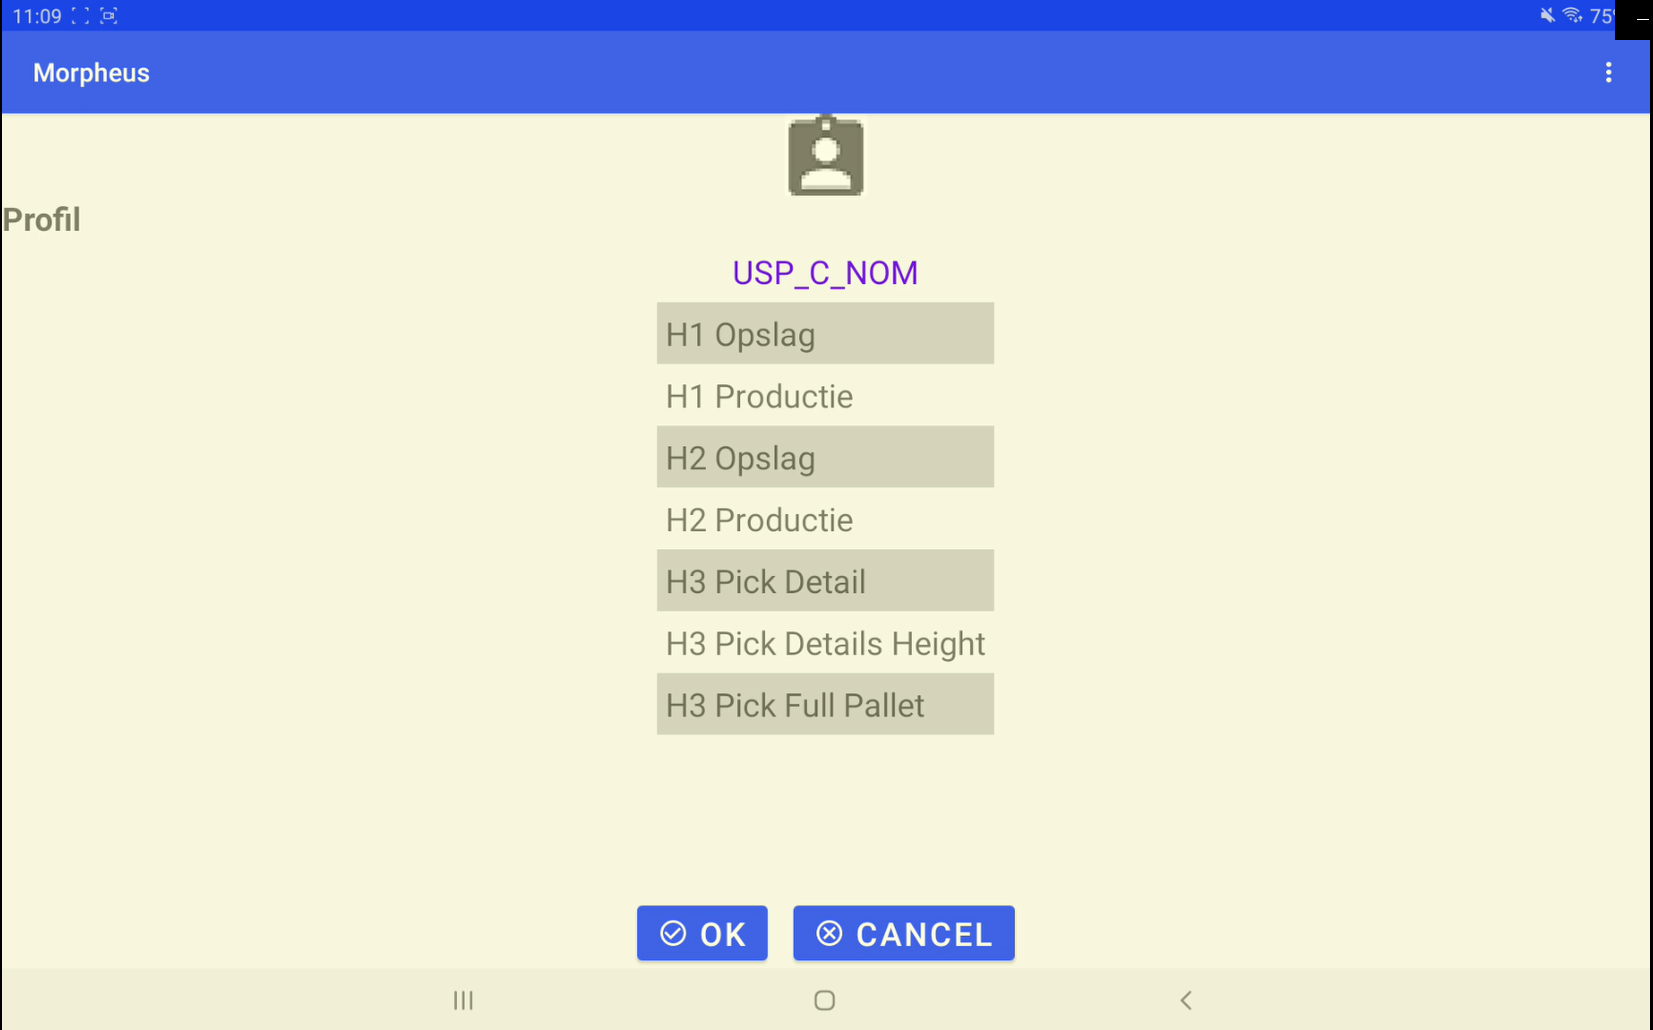 11:09 75
Morpheus
Profil
USP_C_NOM
H1 Opslag
H1 Productie
H2 Opslag
H2 Productie
H3 Pick Detail
H3 Pick Details Height
H3 Pick Full Pallet
OK CANCEL